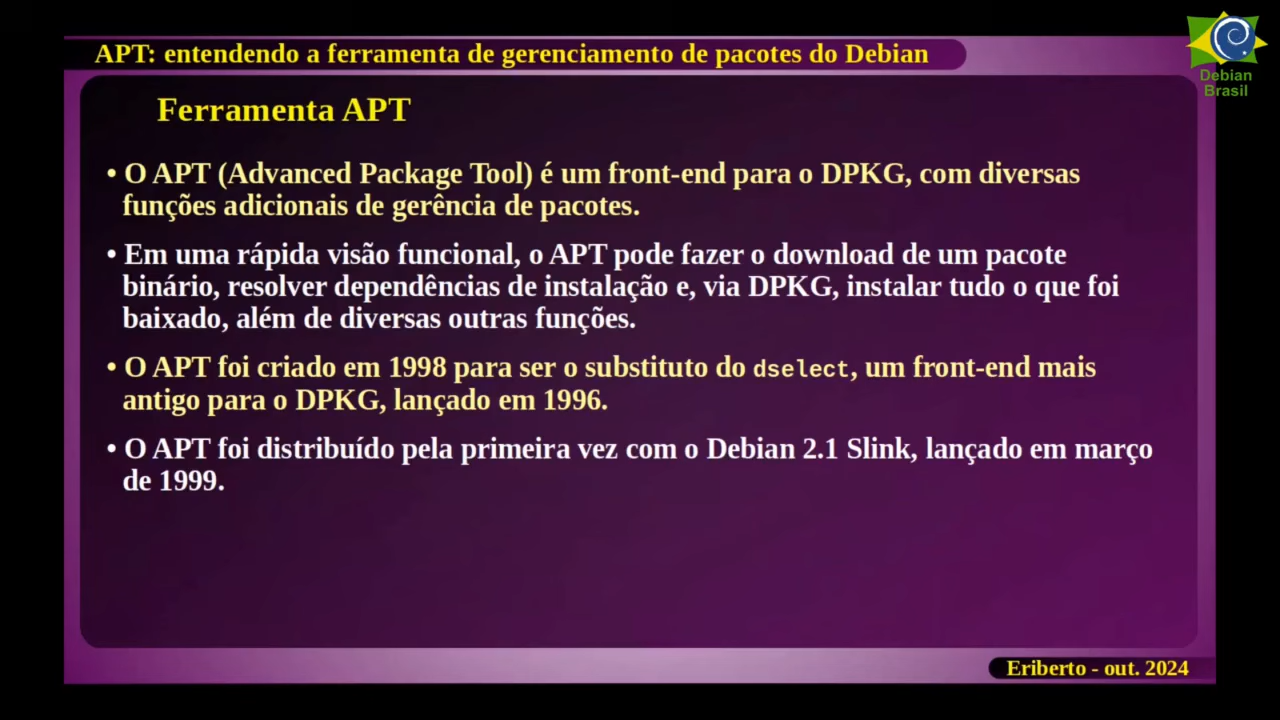 APT: entendendo a ferramenta de gerenciamento de pacotes do Debian
Debian
Brasil
Ferramenta APT
• O APT (Advanced Package Tool) é um front-end para o DPKG, com diversas
funções adicionais de gerência de pacotes.
• Em uma rápida visão funcional, o APT pode fazer o download de um pacote
binário, resolver dependências de instalação e, via DPKG, instalar tudo o que foi
baixado, além de diversas outras funções.
• O APT foi criado em 1998 para ser o substituto do dselect, um front-end mais
antigo para o DPKG, lançado em 1996.
• O APT foi distribuído pela primeira vez com o Debian 2.1 Slink, lançado em março
de 1999.
Eriberto - out. 2024